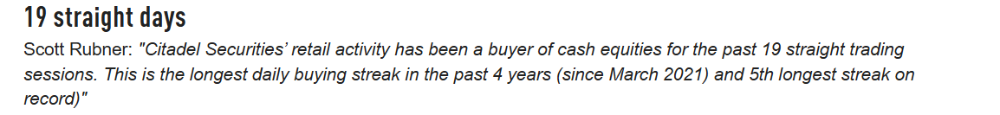 19 straight days
Scott Rubner: "Citadel Securities’ retail activity has been a buyer of cash equities for the past 19 straight trading
sessions. This is the longest daily buying streak in the past 4 years (since March 2021) and 5th longest streak on
record)"